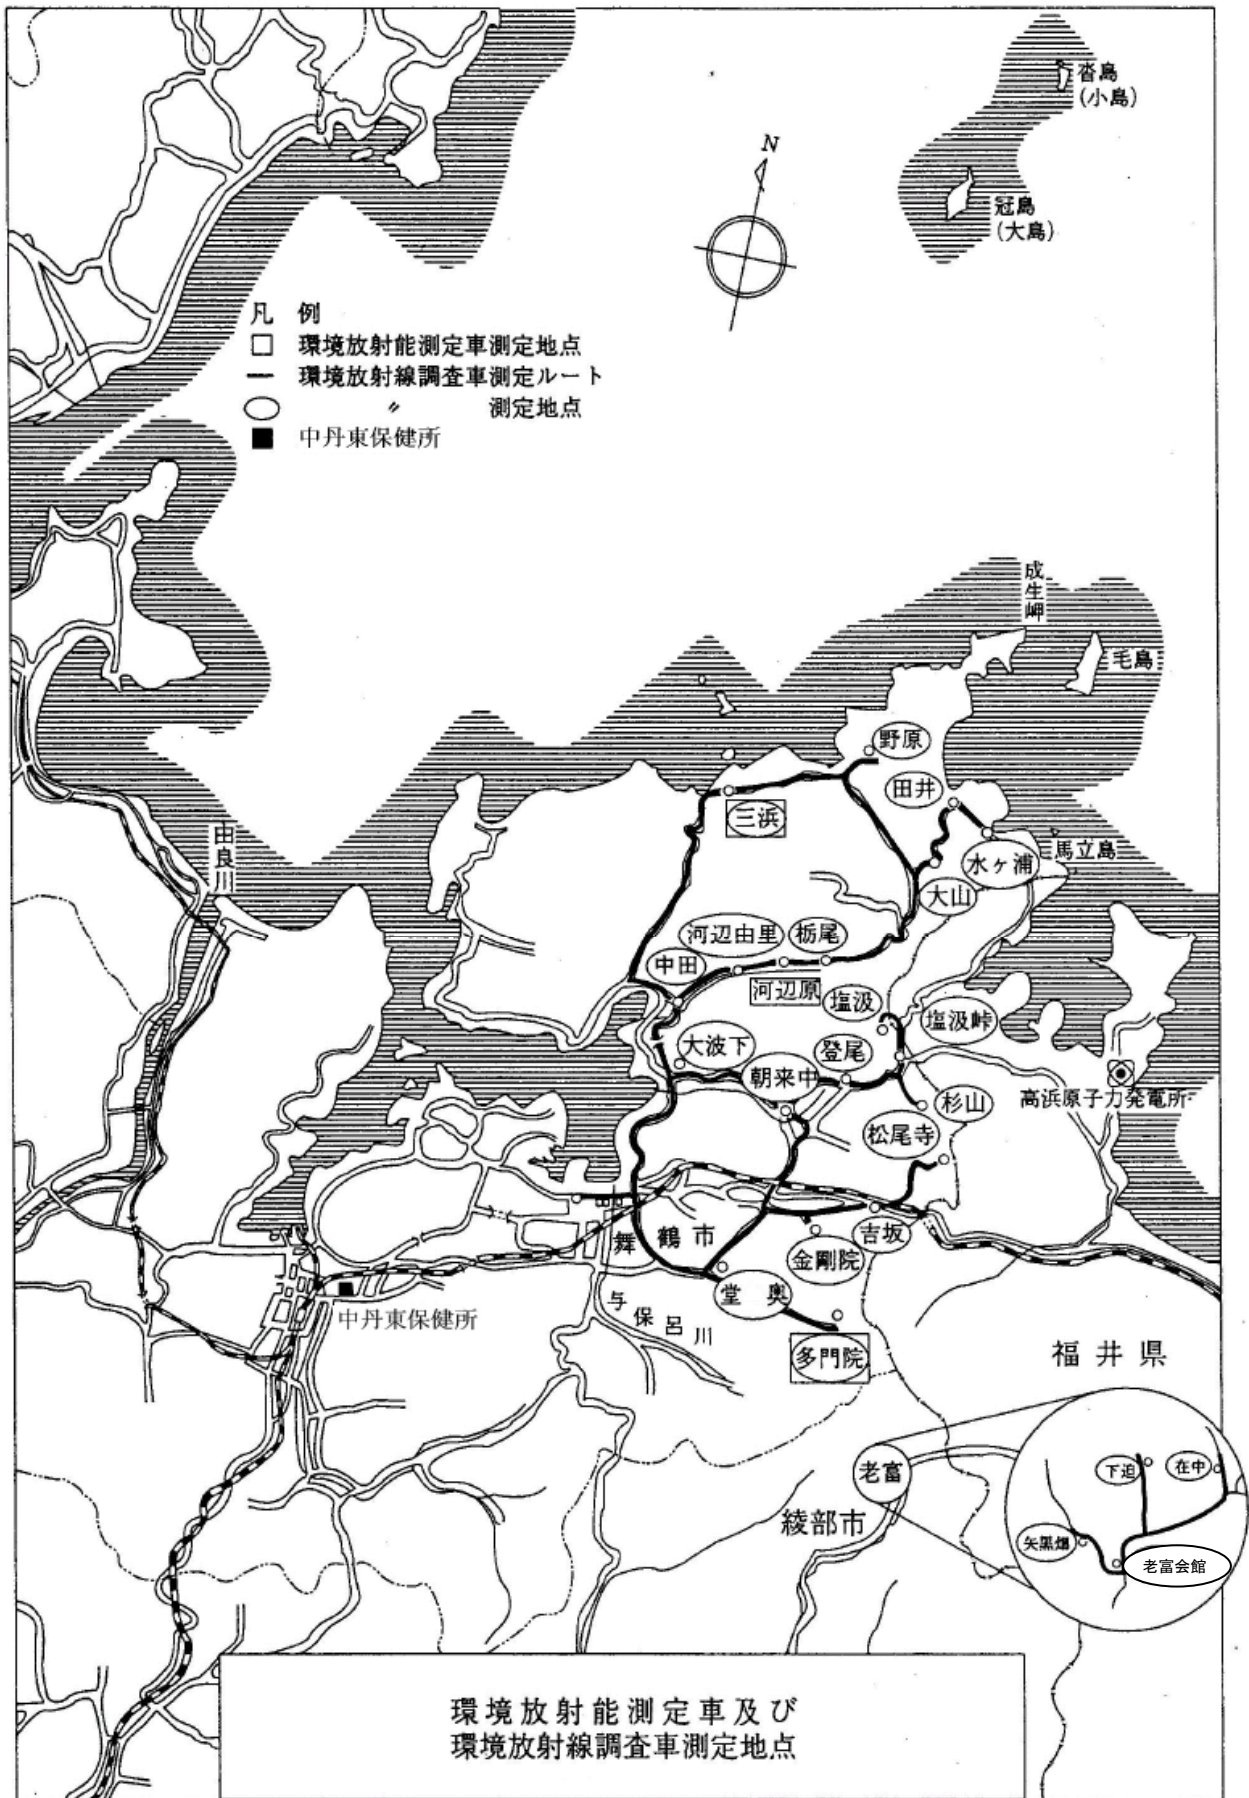 沓島
(小島)
N
冠島
(大島)
凡 例
環境放射能測定車測定地点
環境放射線調査車測定ルート
〃 測定地点
中丹東保健所
成生岬
毛島
野原
田井
三浜
水ヶ浦
馬立島
大山
由良川
河辺由里
栃尾
中田
河辺原
塩汲
塩汲峠
大波下
登尾
朝来中
杉山
高浜原子力発電所
松尾寺
舞鶴市
吉坂
金剛院
堂奥
中丹東保健所
与保呂川
多門院
福井県
老富
綾部市
下迫
在中
矢黒畑
老富会館
環境放射能測定車及び
環境放射線調査車測定地点